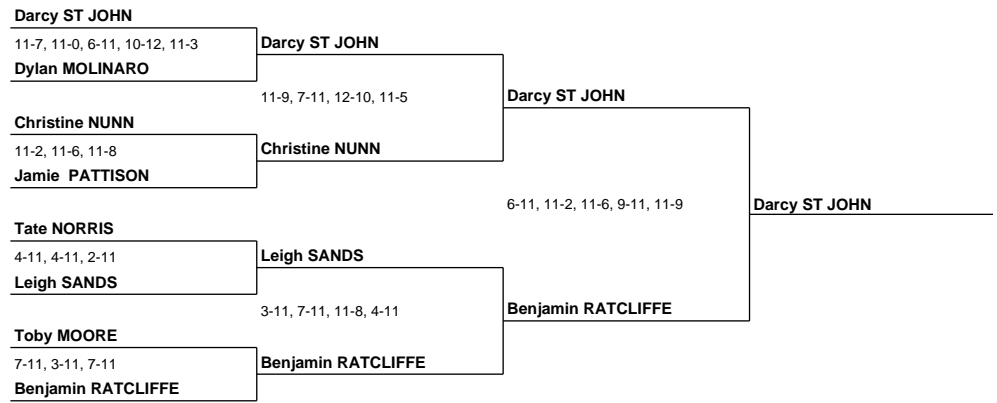 Darcy ST JOHN
11-7, 11-0, 6-11, 10-12, 11-3
Darcy ST JOHN
Dylan MOLINARO
11-9, 7-11, 12-10, 11-5
Darcy ST JOHN
Christine NUNN
11-2, 11-6, 11-8
Christine NUNN
Jamie PATTISON
6-11, 11-2, 11-6, 9-11, 11-9
Darcy ST JOHN
Tate NORRIS
4-11, 4-11, 2-11
Leigh SANDS
Leigh SANDS
3-11, 7-11, 11-8, 4-11
Benjamin RATCLIFFE
Toby MOORE
7-11, 3-11, 7-11
Benjamin RATCLIFFE
Benjamin RATCLIFFE